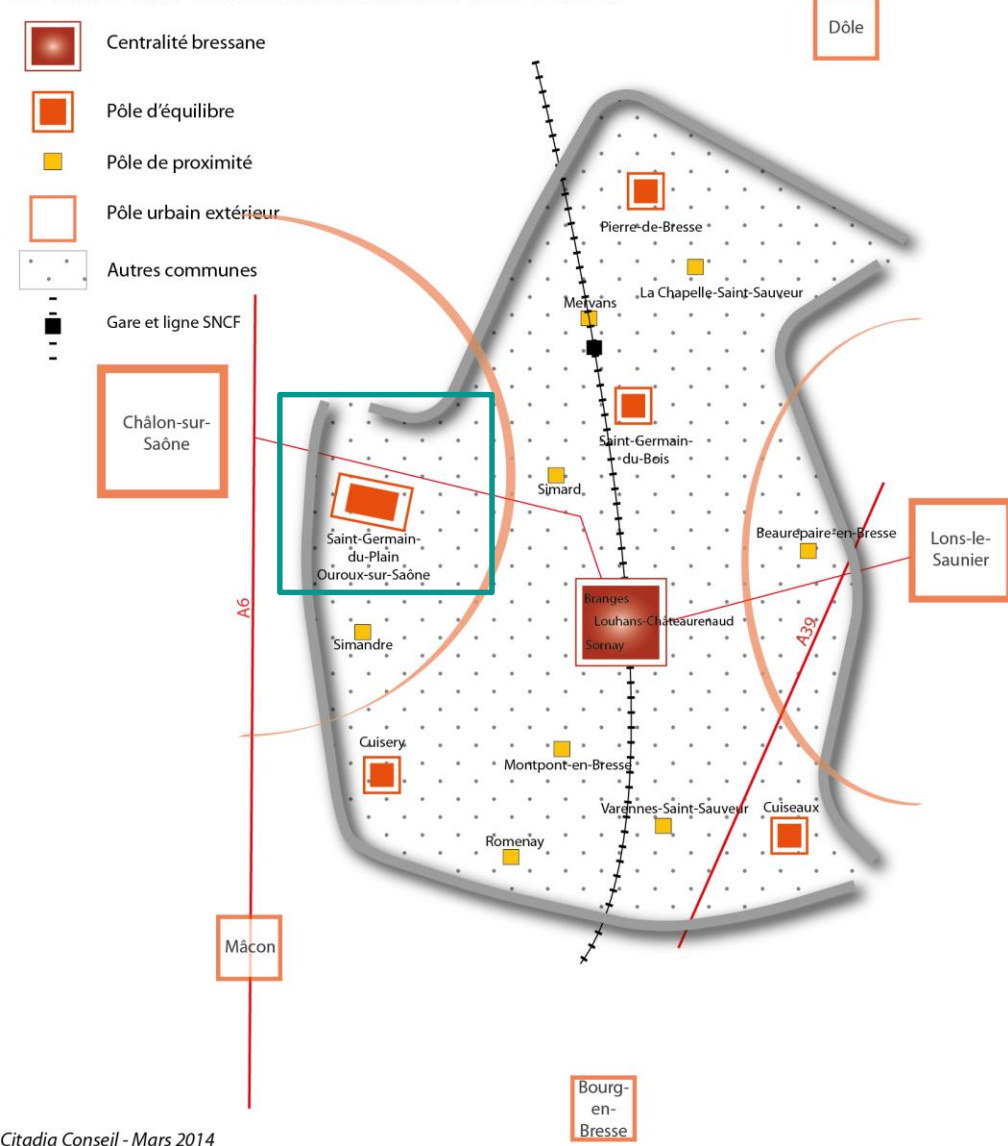 Centralité bressane
Pôle d'équilibre
Pôle de proximité
Pôle urbain extérieur
Autres communes
Gare et ligne SNCF
Dôle
Pierre-de-Bresse
La Chapelle-Saint-Sauveur
Mervans
Châlon-sur-
Saône
Saint-Germain-
du-Bois
Simard
Saint-Germain-
du-Plain
Ouroux-sur-Saône
Beaurepaire-en-Bresse
Lons-le-
Saunier
A6
Branges
Louhans-Châteaurenaud
Sornay
A39
Simandre
Cuisery
Montpont-en-Bresse
Varennes-Saint-Sauveur
Cuiseaux
Romenay
Mâcon
Bourg-
en-
Bresse
Citadia Conseil - Mars 2014